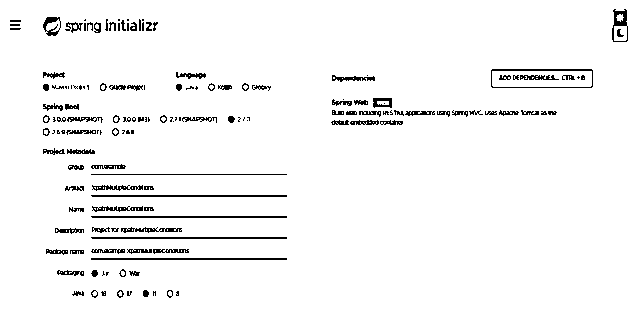 spring initializr
Project
Maven Project Gradle Project
Language
Java Kotlin Groovy
Spring Boot
3.0.0 (SNAPSHOT) 3.0.0 (M3) 2.7.1 (SNAPSHOT) 2.7.0
2.6.9 (SNAPSHOT) 2.6.8
Project Metadata
Group com.example
Artifact XpathMultipleConditions
Name XpathMultipleConditions
Description Project for XpathMultipleConditions
Package name com.example.XpathMultipleConditions
Packaging Jar War
Java 18 17 11 8
Dependencies
ADD DEPENDENCIES... CTRL + B
Spring Web WEB
Build web, including RESTful, applications using Spring MVC. Uses Apache Tomcat as the
default embedded container.